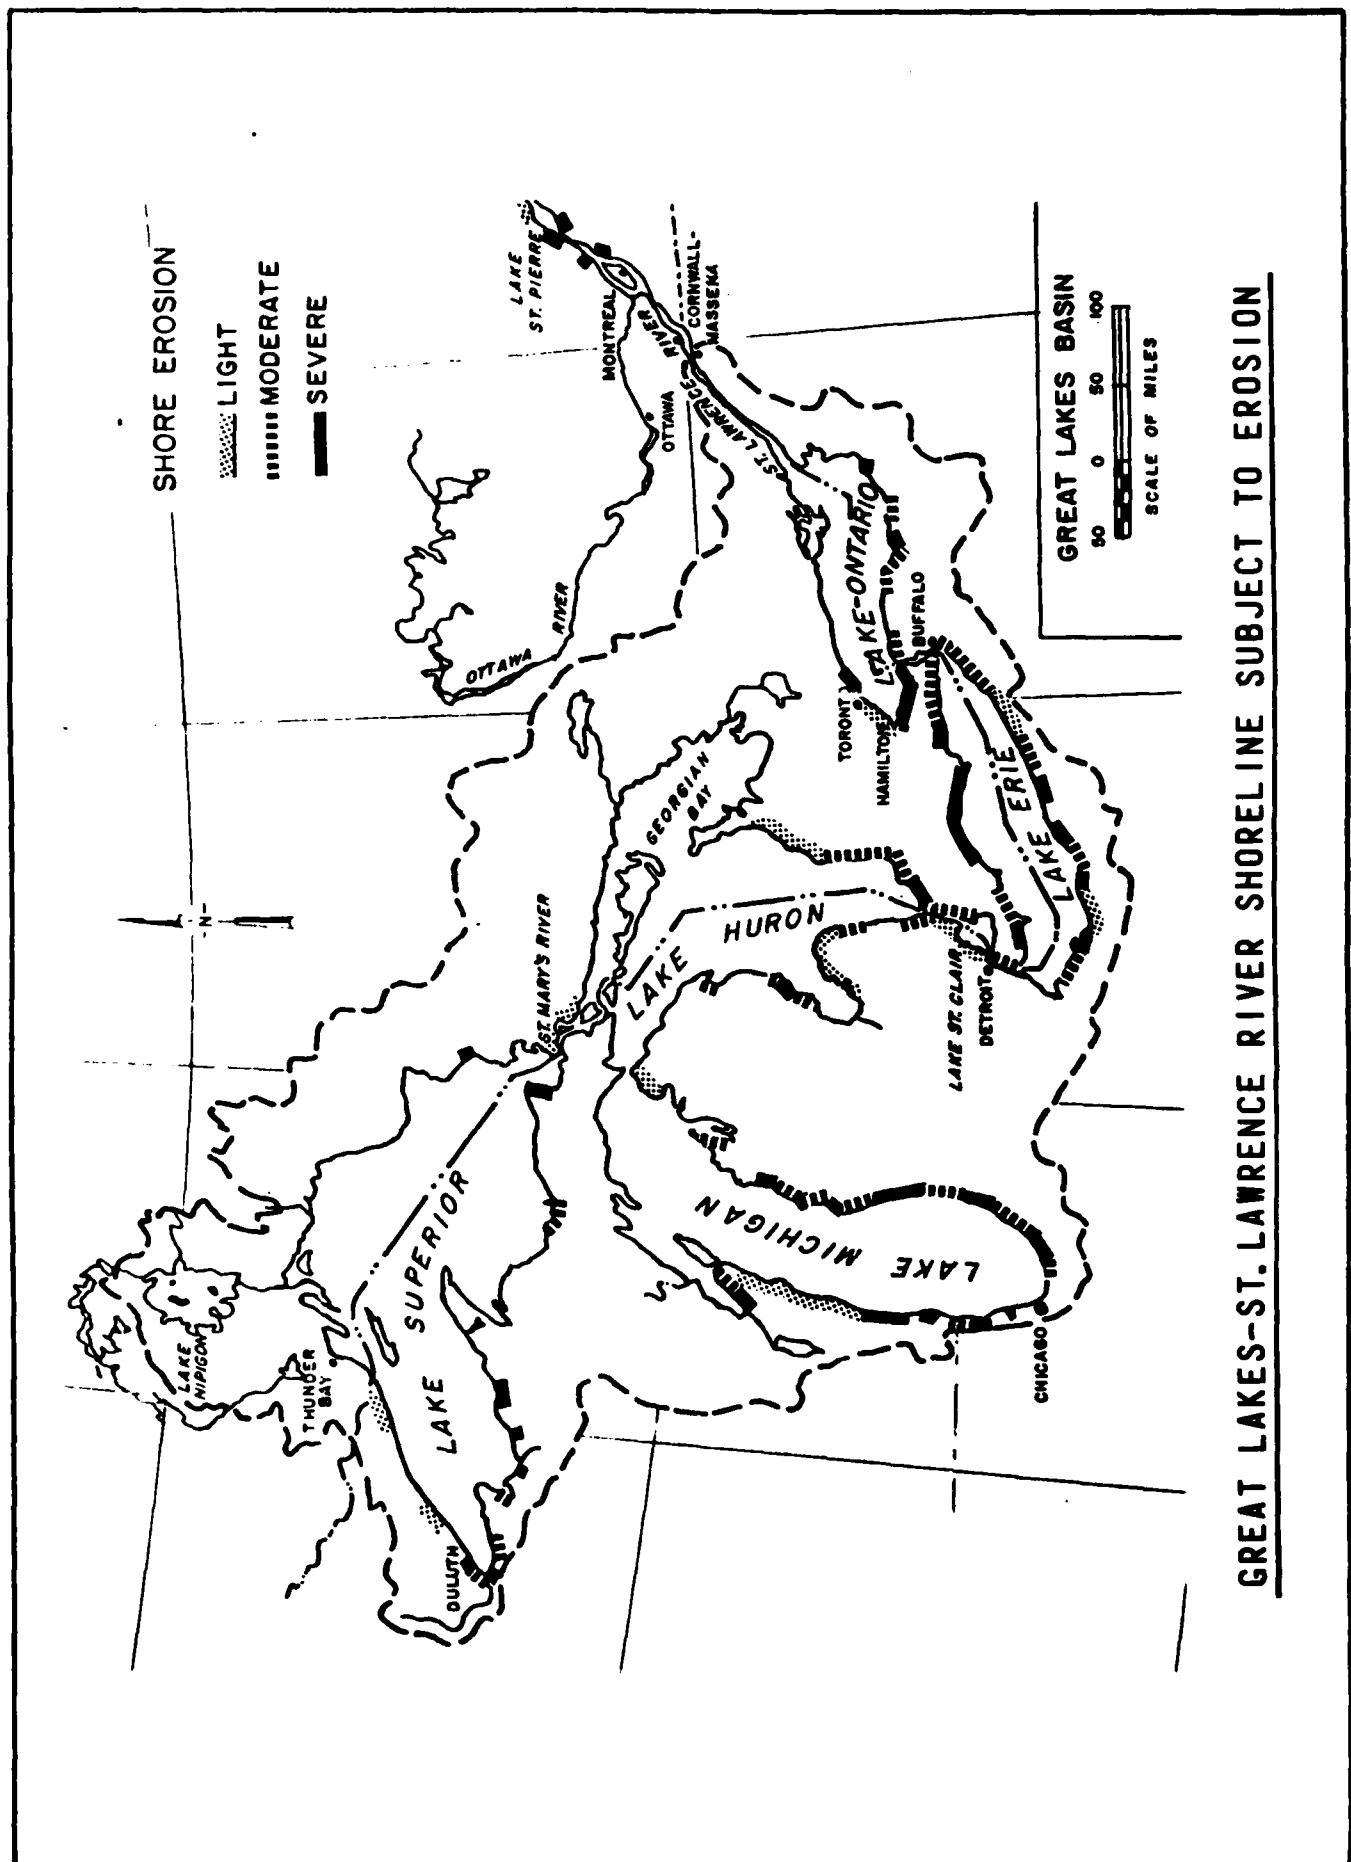 SHORE EROSION
LIGHT
MODERATE
SEVERE
LAKE
NIPIGON
THUNDER
BAY
DULUTH
LAKE SUPERIOR
ST. MARY'S RIVER
OTTAWA RIVER
LAKE
ST. PIERRE
MONTREAL
OTTAWA
CORNWALL-
MASSENA
ST. LAWRENCE RIVER
GEORGIAN
BAY
LAKE HURON
LAKE MICHIGAN
CHICAGO
LAKE ST. CLAIR
DETROIT
TORONTO
HAMILTON
LAKE-ONTARIO
BUFFALO
LAKE ERIE
-N-
GREAT LAKES BASIN
50 0 50 100
SCALE OF MILES
GREAT LAKES-ST. LAWRENCE RIVER SHORELINE SUBJECT TO EROSION